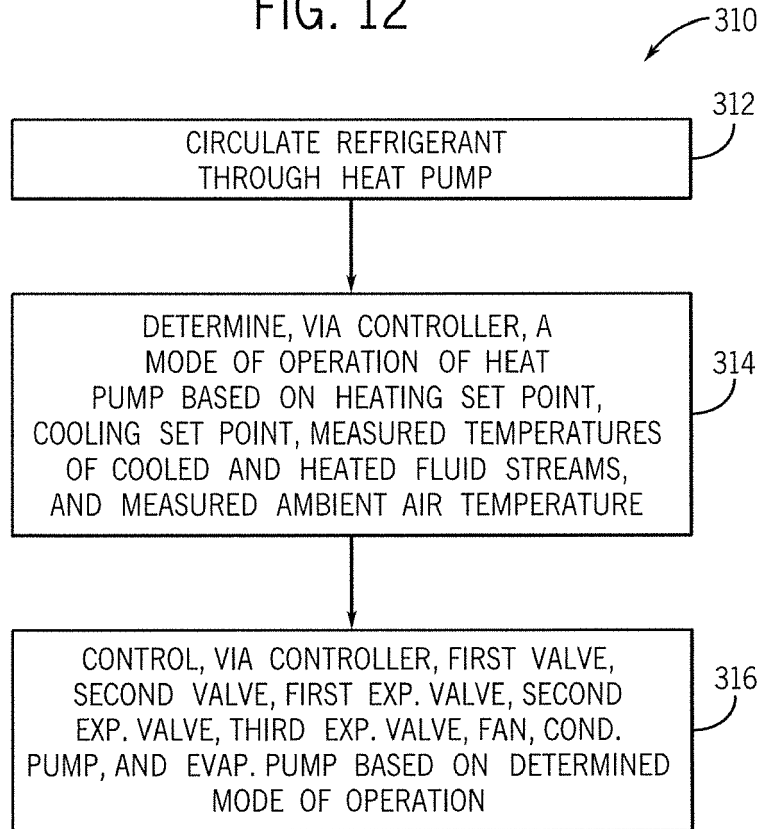 FIG. 12
310
312
CIRCULATE REFRIGERANT
THROUGH HEAT PUMP
DETERMINE, VIA CONTROLLER, A
MODE OF OPERATION OF HEAT
PUMP BASED ON HEATING SET POINT,
COOLING SET POINT, MEASURED TEMPERATURES
OF COOLED AND HEATED FLUID STREAMS,
AND MEASURED AMBIENT AIR TEMPERATURE
314
CONTROL, VIA CONTROLLER, FIRST VALVE,
SECOND VALVE, FIRST EXP. VALVE, SECOND
EXP. VALVE, THIRD EXP. VALVE, FAN, COND.
PUMP, AND EVAP. PUMP BASED ON DETERMINED
MODE OF OPERATION
316